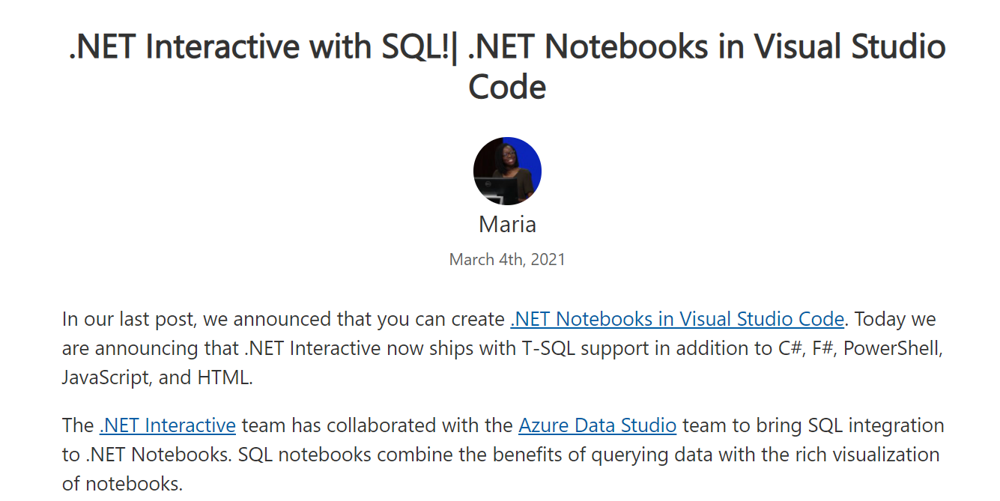 .NET Interactive with SQL!| .NET Notebooks in Visual Studio
Code
Maria
March 4th, 2021
In our last post, we announced that you can create .NET Notebooks in Visual Studio Code. Today we
are announcing that .NET Interactive now ships with T-SQL support in addition to C#, F#, PowerShell,
JavaScript, and HTML.
The .NET Interactive team has collaborated with the Azure Data Studio team to bring SQL integration
to .NET Notebooks. SQL notebooks combine the benefits of querying data with the rich visualization
of notebooks.